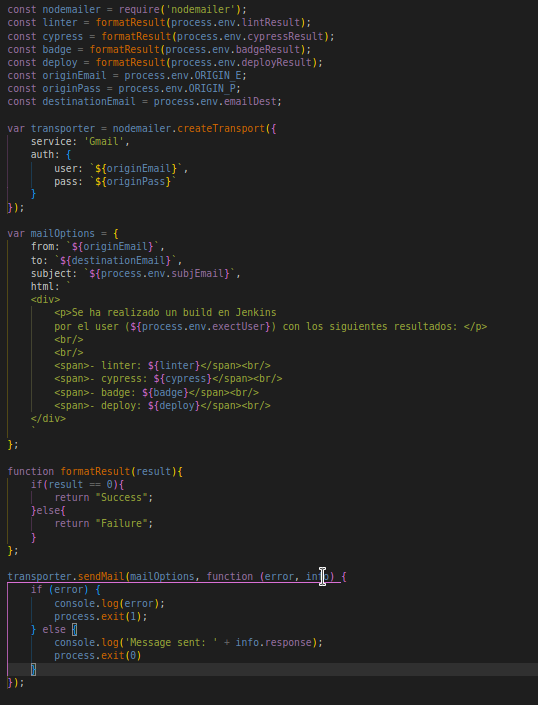 const nodemailer = require('nodemailer');
const linter = formatResult(process.env.lintResult);
const cypress = formatResult(process.env.cypressResult);
const badge = formatResult(process.env.badgeResult);
const deploy = formatResult(process.env.deployResult);
const originEmail = process.env.ORIGIN_E;
const originPass = process.env.ORIGIN_P;
const destinationEmail = process.env.emailDest;
var transporter = nodemailer.createTransport({
service: 'Gmail',
auth: {
user: `${originEmail}`,
pass: `${originPass}`
}
});
var mailOptions = {
from: `${originEmail}`,
to: `${destinationEmail}`,
subject: `${process.env.subjEmail}`,
html: `
<div>
<p>Se ha realizado un build en Jenkins
por el user (${process.env.exectUser}) con los siguientes resultados: </p>
<br/>
<br/>
<span>- linter: ${linter}</span><br/>
<span>- cypress: ${cypress}</span><br/>
<span>- badge: ${badge}</span><br/>
<span>- deploy: ${deploy}</span><br/>
</div>
`
};
function formatResult(result){
if(result == 0){
return "Success";
}else{
return "Failure";
}
};
transporter.sendMail(mailOptions, function (error, info) {
if (error) {
console.log(error);
process.exit(1);
} else {
console.log('Message sent: ' + info.response);
process.exit(0)
}
});